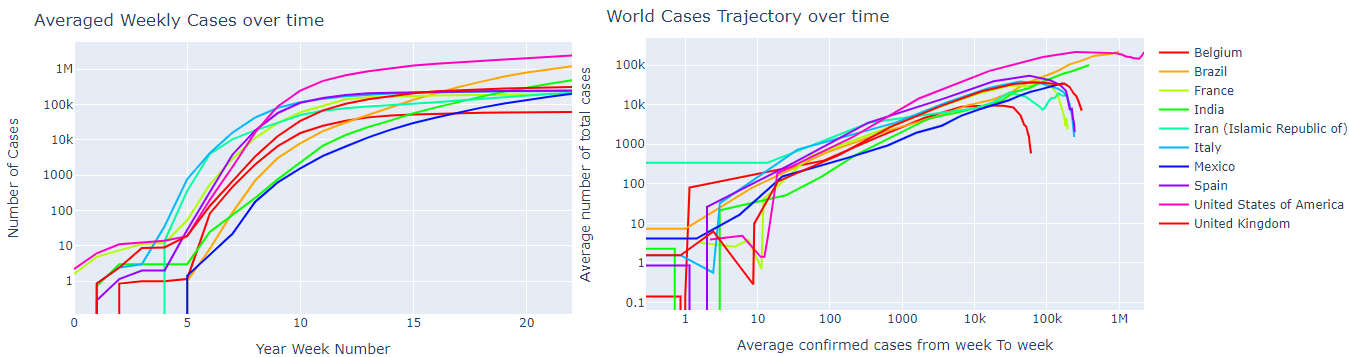 Averaged Weekly Cases over time
Number of Cases
1M
100k
10k
1000
100
10
1
0
5
10
15
20
Year Week Number
World Cases Trajectory over time
Average number of total cases
100k
10k
1000
100
10
1
0.1
1
10
100
1000
10k
100k
1M
Average confirmed cases from week To week
Belgium
Brazil
France
India
Iran (Islamic Republic of)
Italy
Mexico
Spain
United States of America
United Kingdom